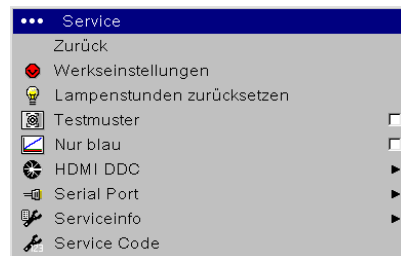 Service
Zurück
Werkseinstellungen
Lampenstunden zurücksetzen
Testmuster
Nur blau
HDMI DDC
Serial Port
Serviceinfo
Service Code